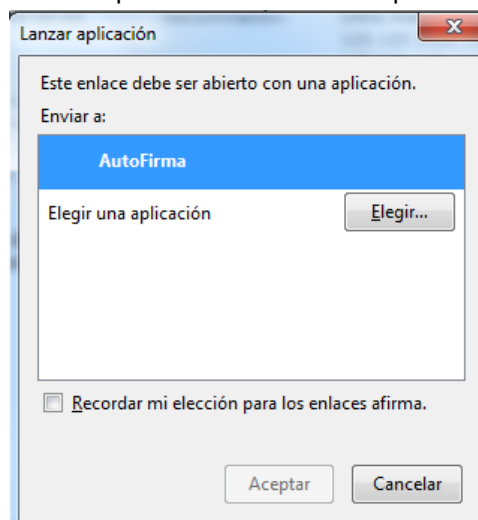 Lanzar aplicación
Este enlace debe ser abierto con una aplicación.
Enviar a:
AutoFirma
Elegir una aplicación
Elegir...
Recordar mi elección para los enlaces afirma.
Aceptar
Cancelar